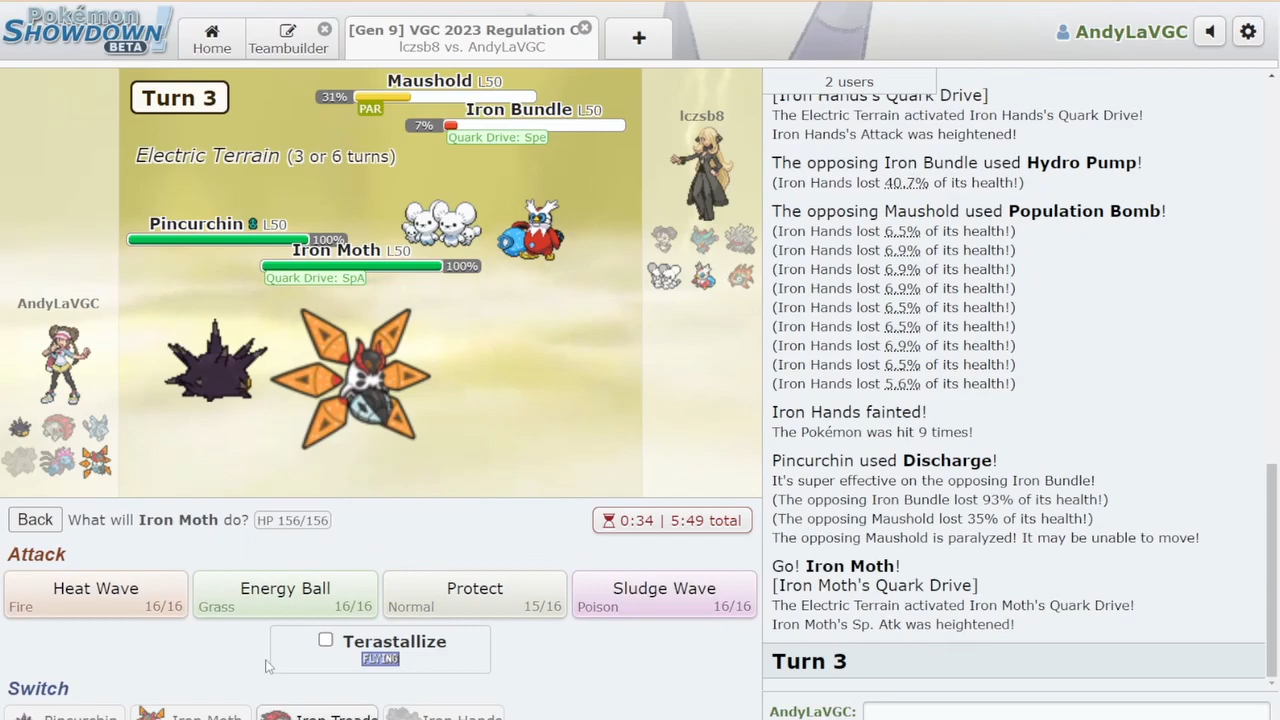 Pokémon
SHOWDOWN!
BETA
Home
Teambuilder
[Gen 9] VGC 2023 Regulation C
lczsb8 vs. AndyLaVGC
+
AndyLaVGC
Turn 3
Maushold L50
31%
PAR
Iron Bundle L50
7%
Quark Drive: Spe
Electric Terrain (3 or 6 turns)
Pincurchin L50
100%
Iron Moth L50
100%
Quark Drive: SpA
AndyLaVGC
lczsb8
Back
What will Iron Moth do? HP 156/156
0:34 | 5:49 total
Attack
Heat Wave
Fire 16/16
Energy Ball
Grass 16/16
Protect
Normal 15/16
Sludge Wave
Poison 16/16
Terastallize
FLYING
Switch
Pincurchin
Iron Moth
Iron Treads
Iron Hands
2 users
[Iron Hands's Quark Drive]
The Electric Terrain activated Iron Hands's Quark Drive!
Iron Hands's Attack was heightened!
The opposing Iron Bundle used Hydro Pump!
(Iron Hands lost 40.7% of its health!)
The opposing Maushold used Population Bomb!
(Iron Hands lost 6.5% of its health!)
(Iron Hands lost 6.9% of its health!)
(Iron Hands lost 6.9% of its health!)
(Iron Hands lost 6.9% of its health!)
(Iron Hands lost 6.5% of its health!)
(Iron Hands lost 6.5% of its health!)
(Iron Hands lost 6.9% of its health!)
(Iron Hands lost 6.5% of its health!)
(Iron Hands lost 5.6% of its health!)
Iron Hands fainted!
The Pokémon was hit 9 times!
Pincurchin used Discharge!
It's super effective on the opposing Iron Bundle!
(The opposing Iron Bundle lost 93% of its health!)
(The opposing Maushold lost 35% of its health!)
The opposing Maushold is paralyzed! It may be unable to move!
Go! Iron Moth!
[Iron Moth's Quark Drive]
The Electric Terrain activated Iron Moth's Quark Drive!
Iron Moth's Sp. Atk was heightened!
Turn 3
AndyLaVGC: